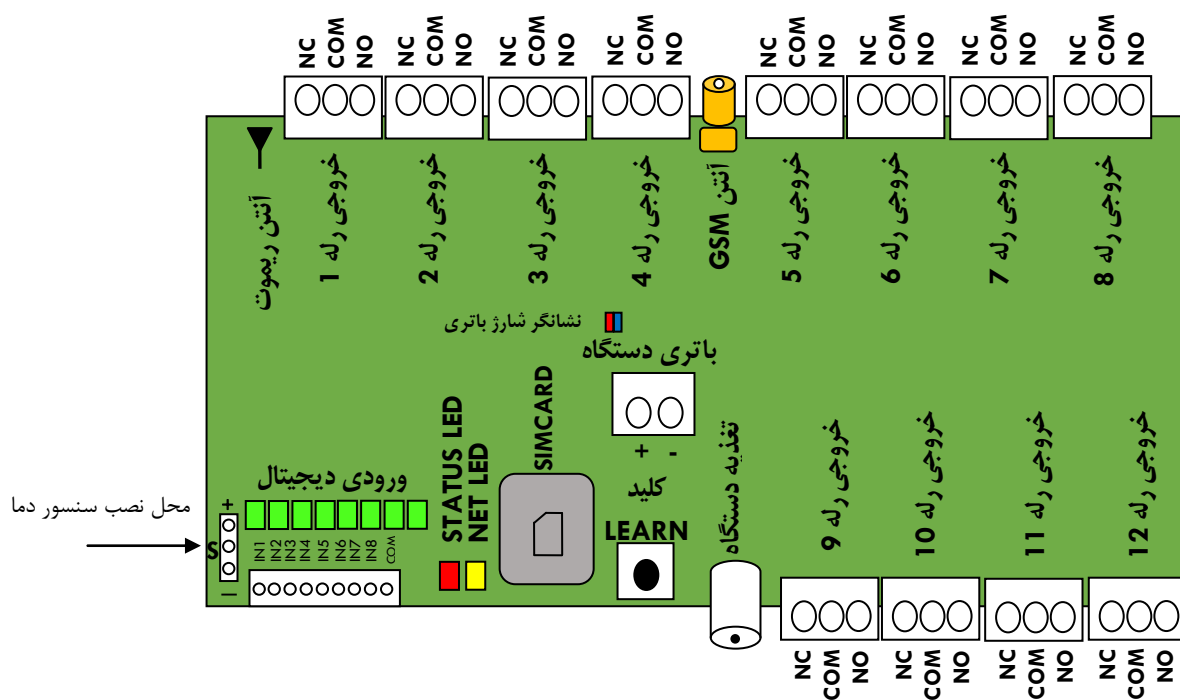 NC COM NO
NC COM NO
NC COM NO
NC COM NO
NC COM NO
NC COM NO
NC COM NO
NC COM NO
آنتن ریموت
خروجی رله 1
خروجی رله 2
خروجی رله 3
خروجی رله 4
آنتن GSM
خروجی رله 5
خروجی رله 6
خروجی رله 7
خروجی رله 8
نشانگر شارژ باتری
باتری دستگاه
+ -
کلید
LEARN
SIMCARD
STATUS LED
NET LED
ورودی دیجیتال
محل نصب سنسور دما
+
S
–
IN1 IN2 IN3 IN4 IN5 IN6 IN7 IN8 COM
تغذیه دستگاه
خروجی رله 9
خروجی رله 10
خروجی رله 11
خروجی رله 12
NC COM NO
NC COM NO
NC COM NO
NC COM NO